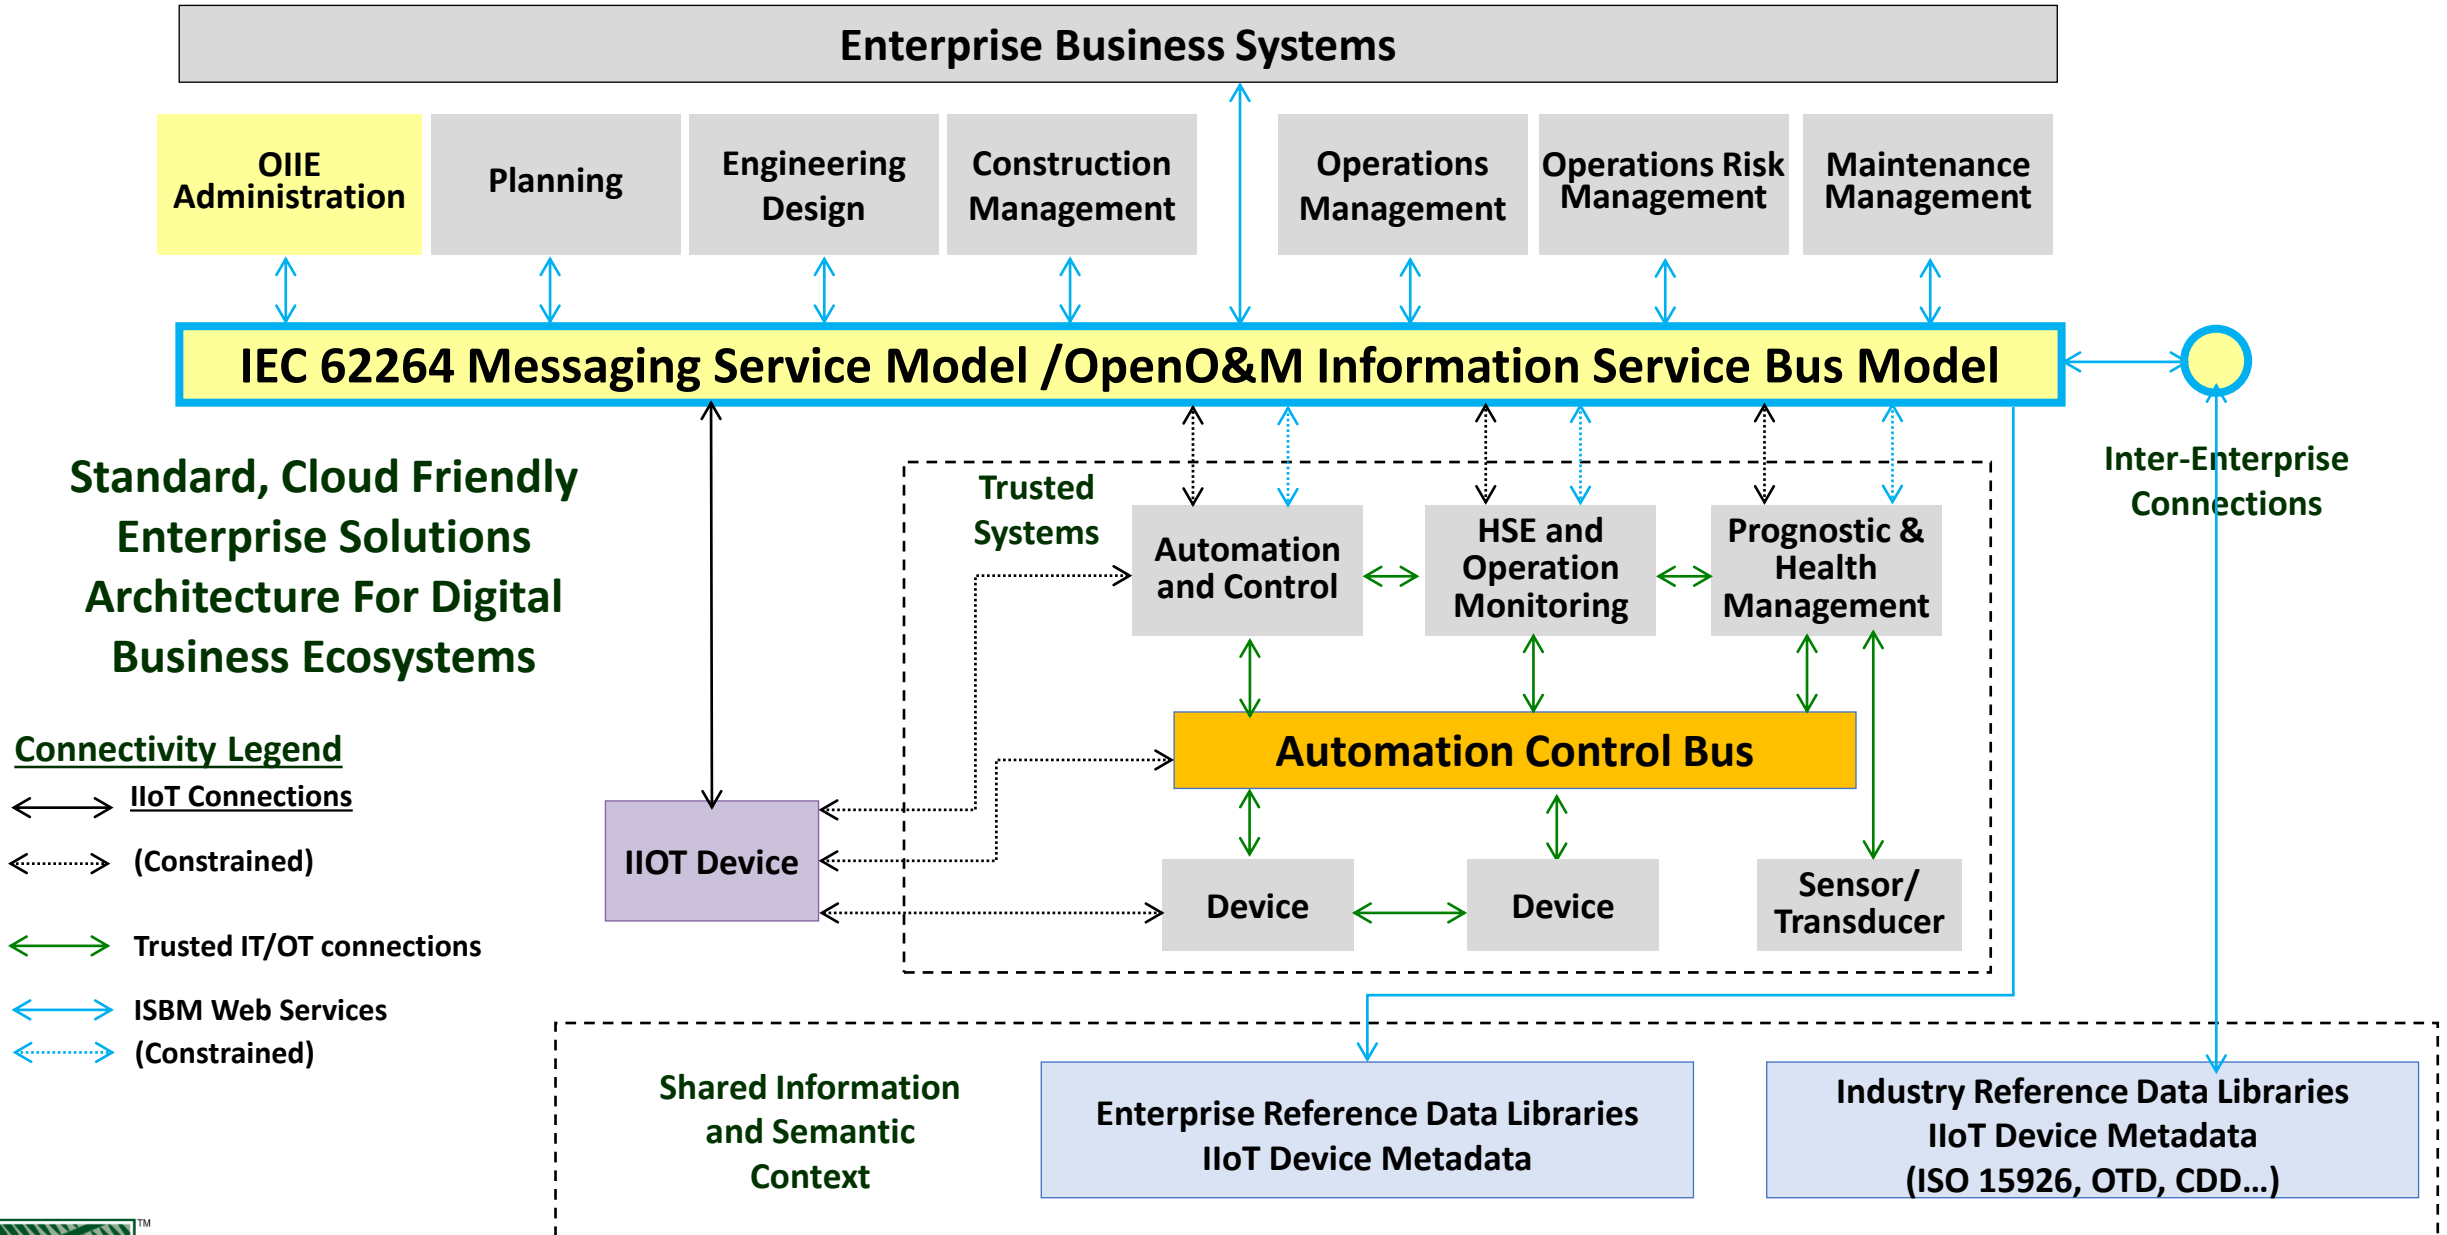 Enterprise Business Systems
OIIE
Administration
Planning
Engineering
Design
Construction
Management
Operations
Management
Operations Risk
Management
Maintenance
Management
IEC 62264 Messaging Service Model /OpenO&M Information Service Bus Model
Standard, Cloud Friendly
Enterprise Solutions
Architecture For Digital
Business Ecosystems
Trusted
Systems
Automation
and Control
HSE and
Operation
Monitoring
Prognostic &
Health
Management
Inter-Enterprise
Connections
Connectivity Legend
IIoT Connections
(Constrained)
Trusted IT/OT connections
ISBM Web Services
(Constrained)
Automation Control Bus
IIOT Device
Device
Device
Sensor/
Transducer
Shared Information
and Semantic
Context
Enterprise Reference Data Libraries
IIoT Device Metadata
Industry Reference Data Libraries
IIoT Device Metadata
(ISO 15926, OTD, CDD…)
TM